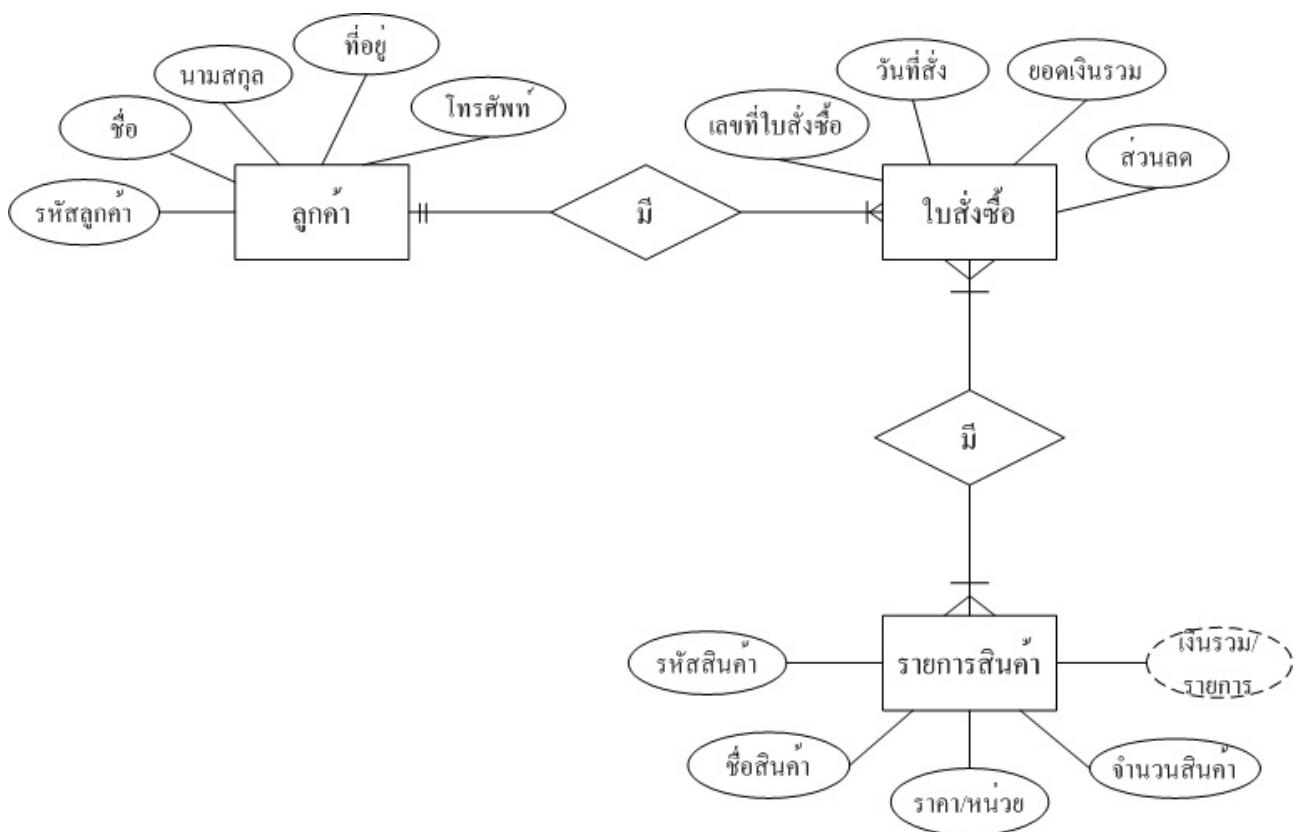 ที่อยู่
นามสกุล
ชื่อ
โทรศัพท์
รหัสลูกค้า
ลูกค้า
มี
วันที่สั่ง
ยอดเงินรวม
เลขที่ใบสั่งซื้อ
ส่วนลด
ใบสั่งซื้อ
มี
รหัสสินค้า
รายการสินค้า
เงินรวม/
รายการ
ชื่อสินค้า
ราคา/หน่วย
จำนวนสินค้า